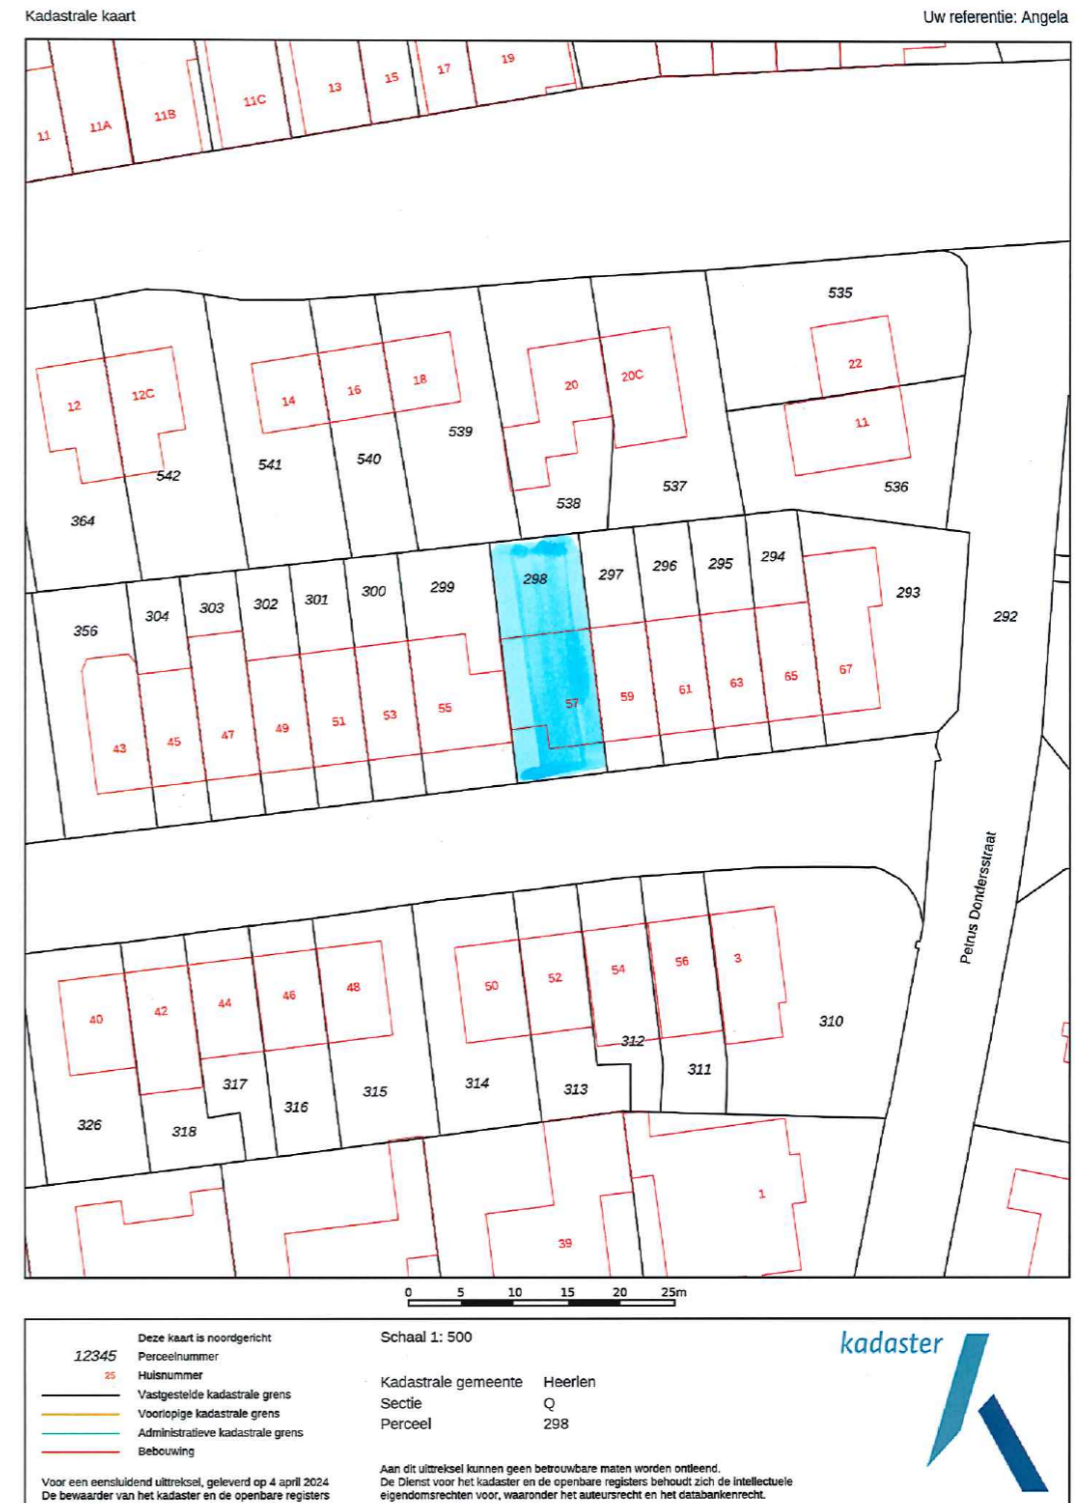 Kadastrale kaart
Uw referentie: Angela
11
11A
11B
11C
13
15
17
19
535
22
11
536
12
12C
542
364
14
16
18
541
540
539
20
20C
538
537
356
304
303
302
301
300
299
298
297
296
295
294
293
292
43
45
47
49
51
53
55
57
59
61
63
65
67
Petrus Dondersstraat
40
42
44
46
48
50
52
54
56
3
326
318
317
316
315
314
313
312
311
310
39
1
0 5 10 15 20 25m
Deze kaart is noordgericht
12345 Perceelnummer
25 Huisnummer
Vastgestelde kadastrale grens
Voorlopige kadastrale grens
Administratieve kadastrale grens
Bebouwing
Voor een eensluidend uittreksel, geleverd op 4 april 2024
De bewaarder van het kadaster en de openbare registers
Schaal 1: 500
Kadastrale gemeente Heerlen
Sectie Q
Perceel 298
Aan dit uittreksel kunnen geen betrouwbare maten worden ontleend.
De Dienst voor het kadaster en de openbare registers behoudt zich de intellectuele
eigendomsrechten voor, waaronder het auteursrecht en het databankenrecht.
kadaster